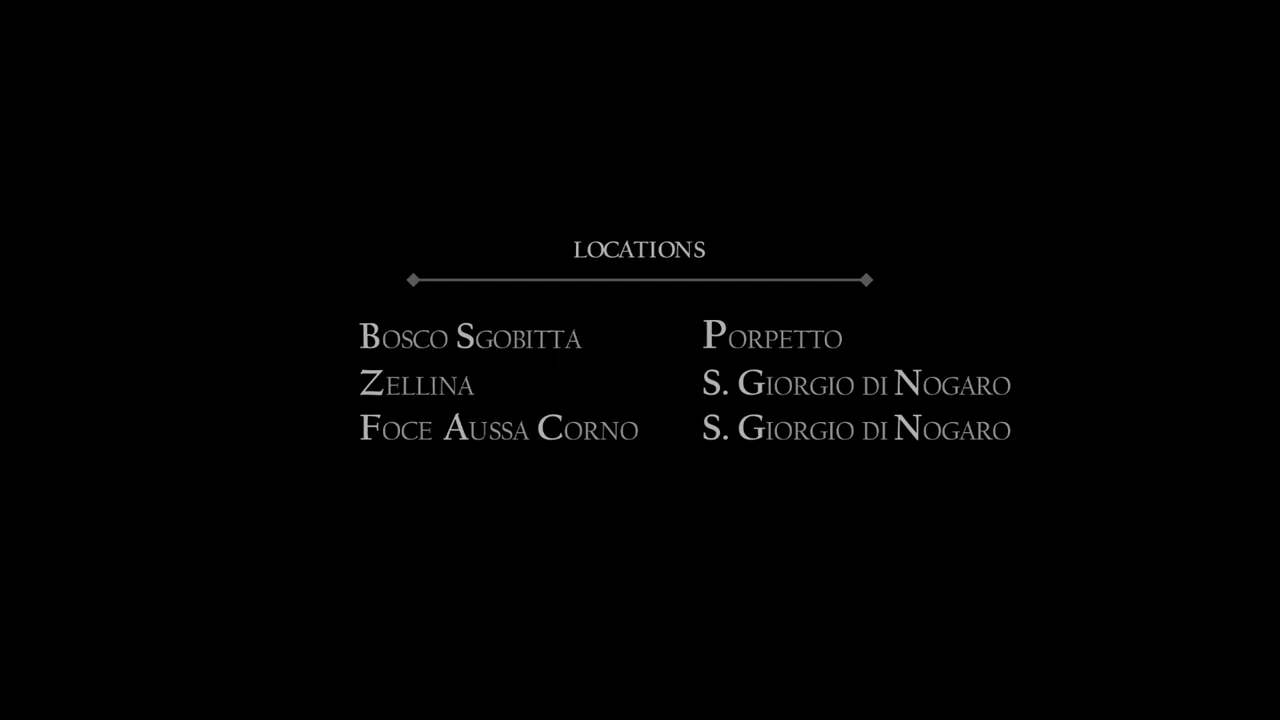 LOCATIONS
BOSCO SGOBITTA PORPETTO
ZELLINA S. GIORGIO DI NOGARO
FOCE AUSSA CORNO S. GIORGIO DI NOGARO